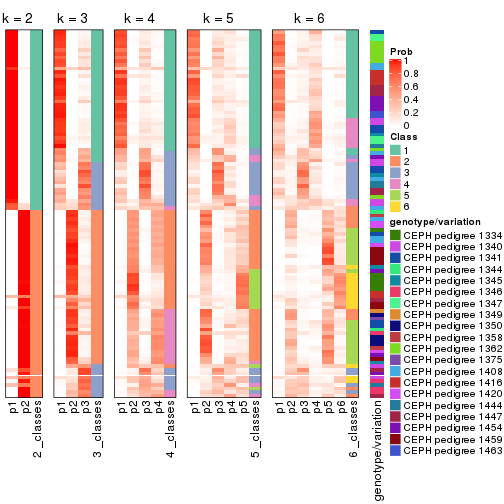 k = 2
k = 3
k = 4
k = 5
k = 6
Prob
1
0.8
0.6
0.4
0.2
0
Class
1
2
3
4
5
6
genotype/variation
CEPH pedigree 1334
CEPH pedigree 1340
CEPH pedigree 1341
CEPH pedigree 1344
CEPH pedigree 1345
CEPH pedigree 1346
CEPH pedigree 1347
CEPH pedigree 1349
CEPH pedigree 1350
CEPH pedigree 1358
CEPH pedigree 1362
CEPH pedigree 1375
CEPH pedigree 1408
CEPH pedigree 1416
CEPH pedigree 1420
CEPH pedigree 1444
CEPH pedigree 1447
CEPH pedigree 1454
CEPH pedigree 1459
CEPH pedigree 1463
p1
p2
2_classes
p1
p2
p3
3_classes
p1
p2
p3
p4
4_classes
p1
p2
p3
p4
p5
5_classes
p1
p2
p3
p4
p5
p6
6_classes
genotype/variation